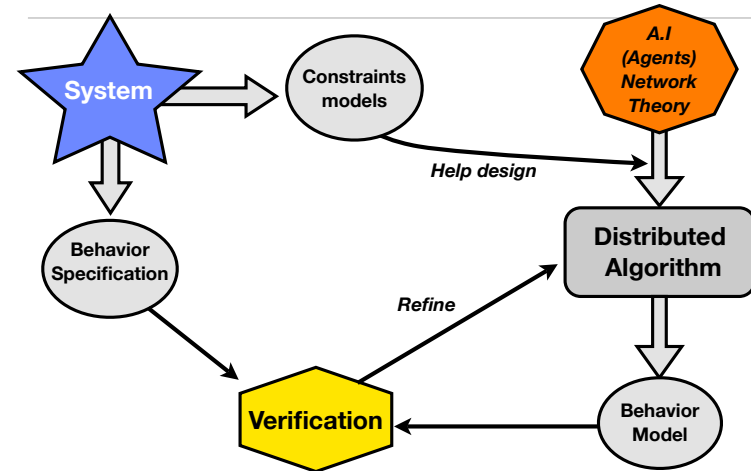 System
Constraints
models
A.I
(Agents)
Network
Theory
Help design
Behavior
Specification
Distributed
Algorithm
Refine
Verification
Behavior
Model